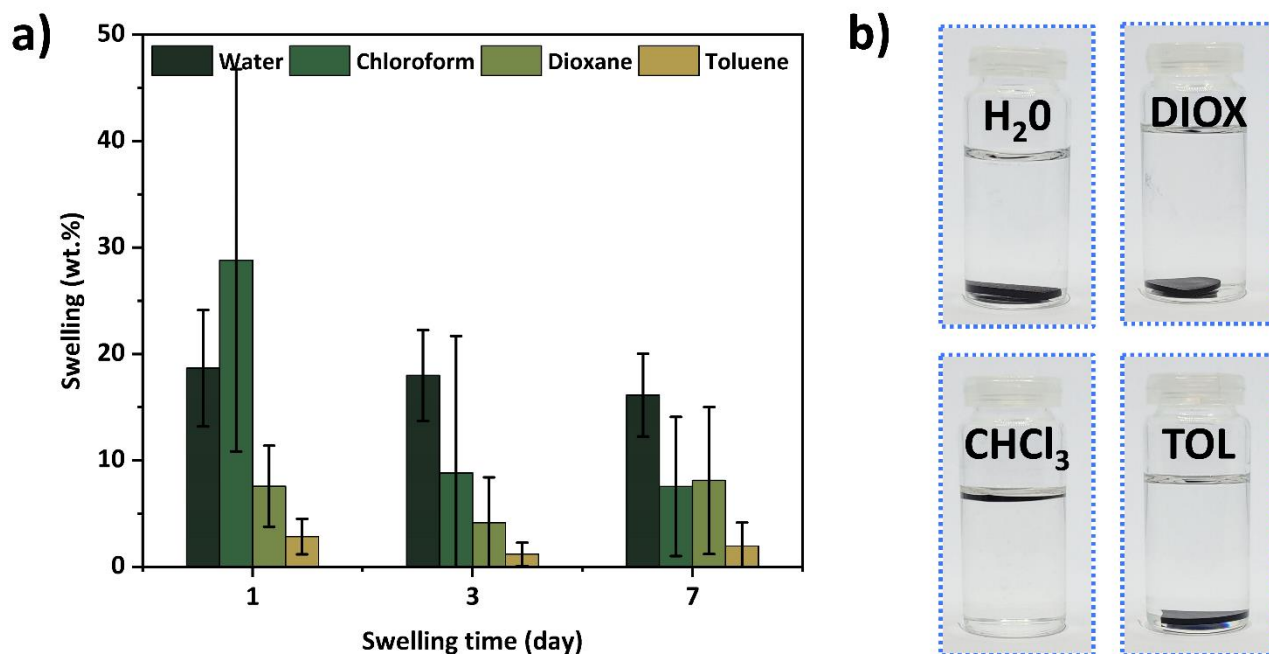 a)
50
40
30
20
10
0
Swelling (wt.%)
Water Chloroform Dioxane Toluene
1 3 7
Swelling time (day)
b)
H₂0
DIOX
CHCl₃
TOL